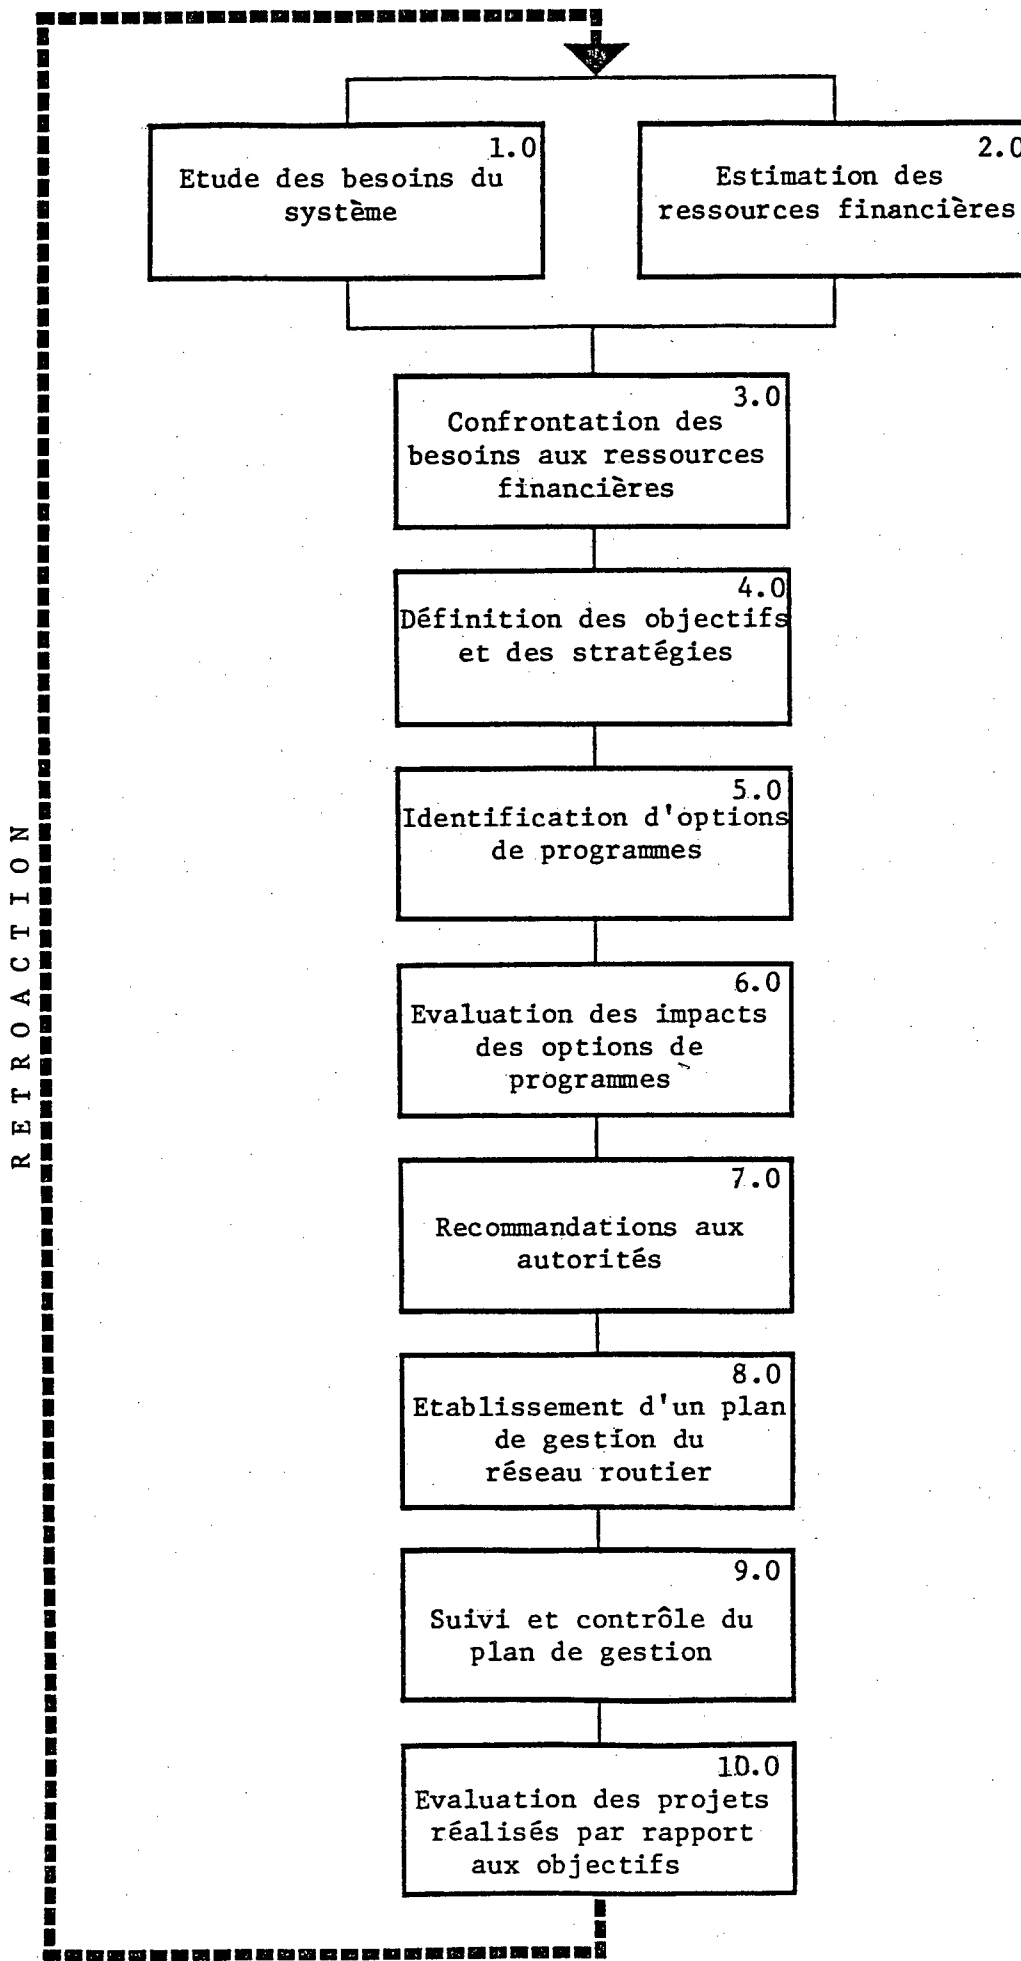 1.0
Etude des besoins du
système
2.0
Estimation des
ressources financières
3.0
Confrontation des
besoins aux ressources
financières
4.0
Définition des objectifs
et des stratégies
5.0
Identification d'options
de programmes
6.0
Evaluation des impacts
des options de
programmes
7.0
Recommandations aux
autorités
8.0
Etablissement d'un plan
de gestion du
réseau routier
9.0
Suivi et contrôle du
plan de gestion
10.0
Evaluation des projets
réalisés par rapport
aux objectifs
RETROACTION